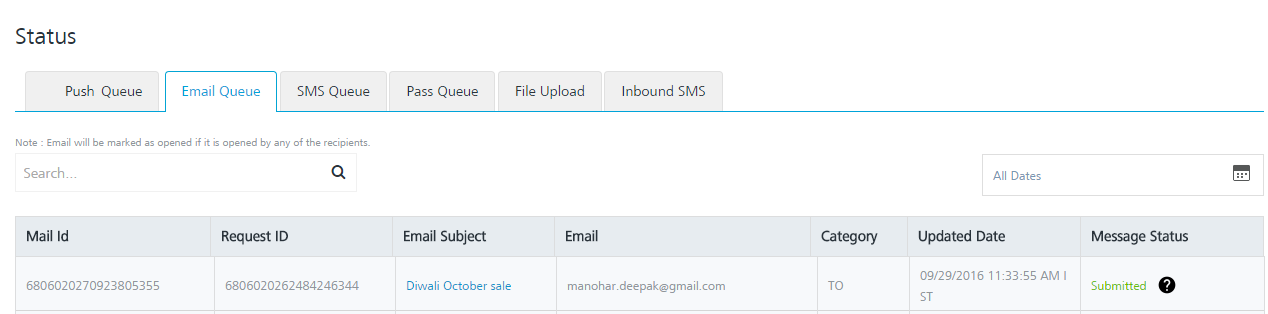 Status
Push Queue Email Queue SMS Queue Pass Queue File Upload Inbound SMS
Note : Email will be marked as opened if it is opened by any of the recipients.
Search...
All Dates
Mail Id Request ID Email Subject Email Category Updated Date Message Status
6806020270923805355 6806020262484246344 Diwali October sale manohar.deepak@gmail.com TO 09/29/2016 11:33:55 AM I Submitted ?
ST